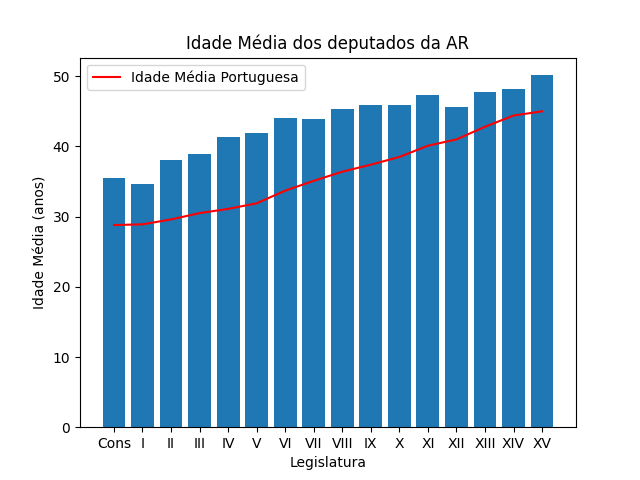 Idade Média dos deputados da AR
Idade Média Portuguesa
Idade Média (anos)
50
40
30
20
10
0
Cons I II III IV V VI VII VIII IX X XI XII XIII XIV XV
Legislatura